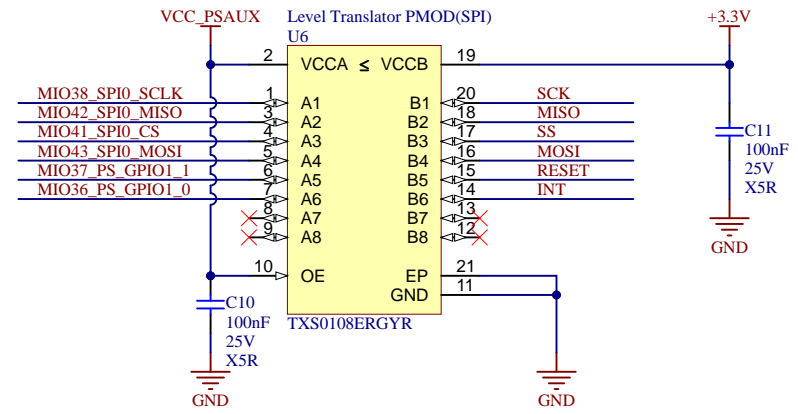 VCC_PSAUX
Level Translator PMOD(SPI)
U6
+3.3V
2 VCCA ≤ VCCB 19
MIO38_SPI0_SCLK 1 A1 B1 20 SCK
MIO42_SPI0_MISO 3 A2 B2 18 MISO
MIO41_SPI0_CS 4 A3 B3 17 SS
MIO43_SPI0_MOSI 5 A4 B4 16 MOSI
MIO37_PS_GPIO1_1 6 A5 B5 15 RESET
MIO36_PS_GPIO1_0 7 A6 B6 14 INT
8 A7 B7 13
9 A8 B8 12
10 OE EP 21
GND 11
TXS0108ERGYR
C10
100nF
25V
X5R
GND
GND
C11
100nF
25V
X5R
GND